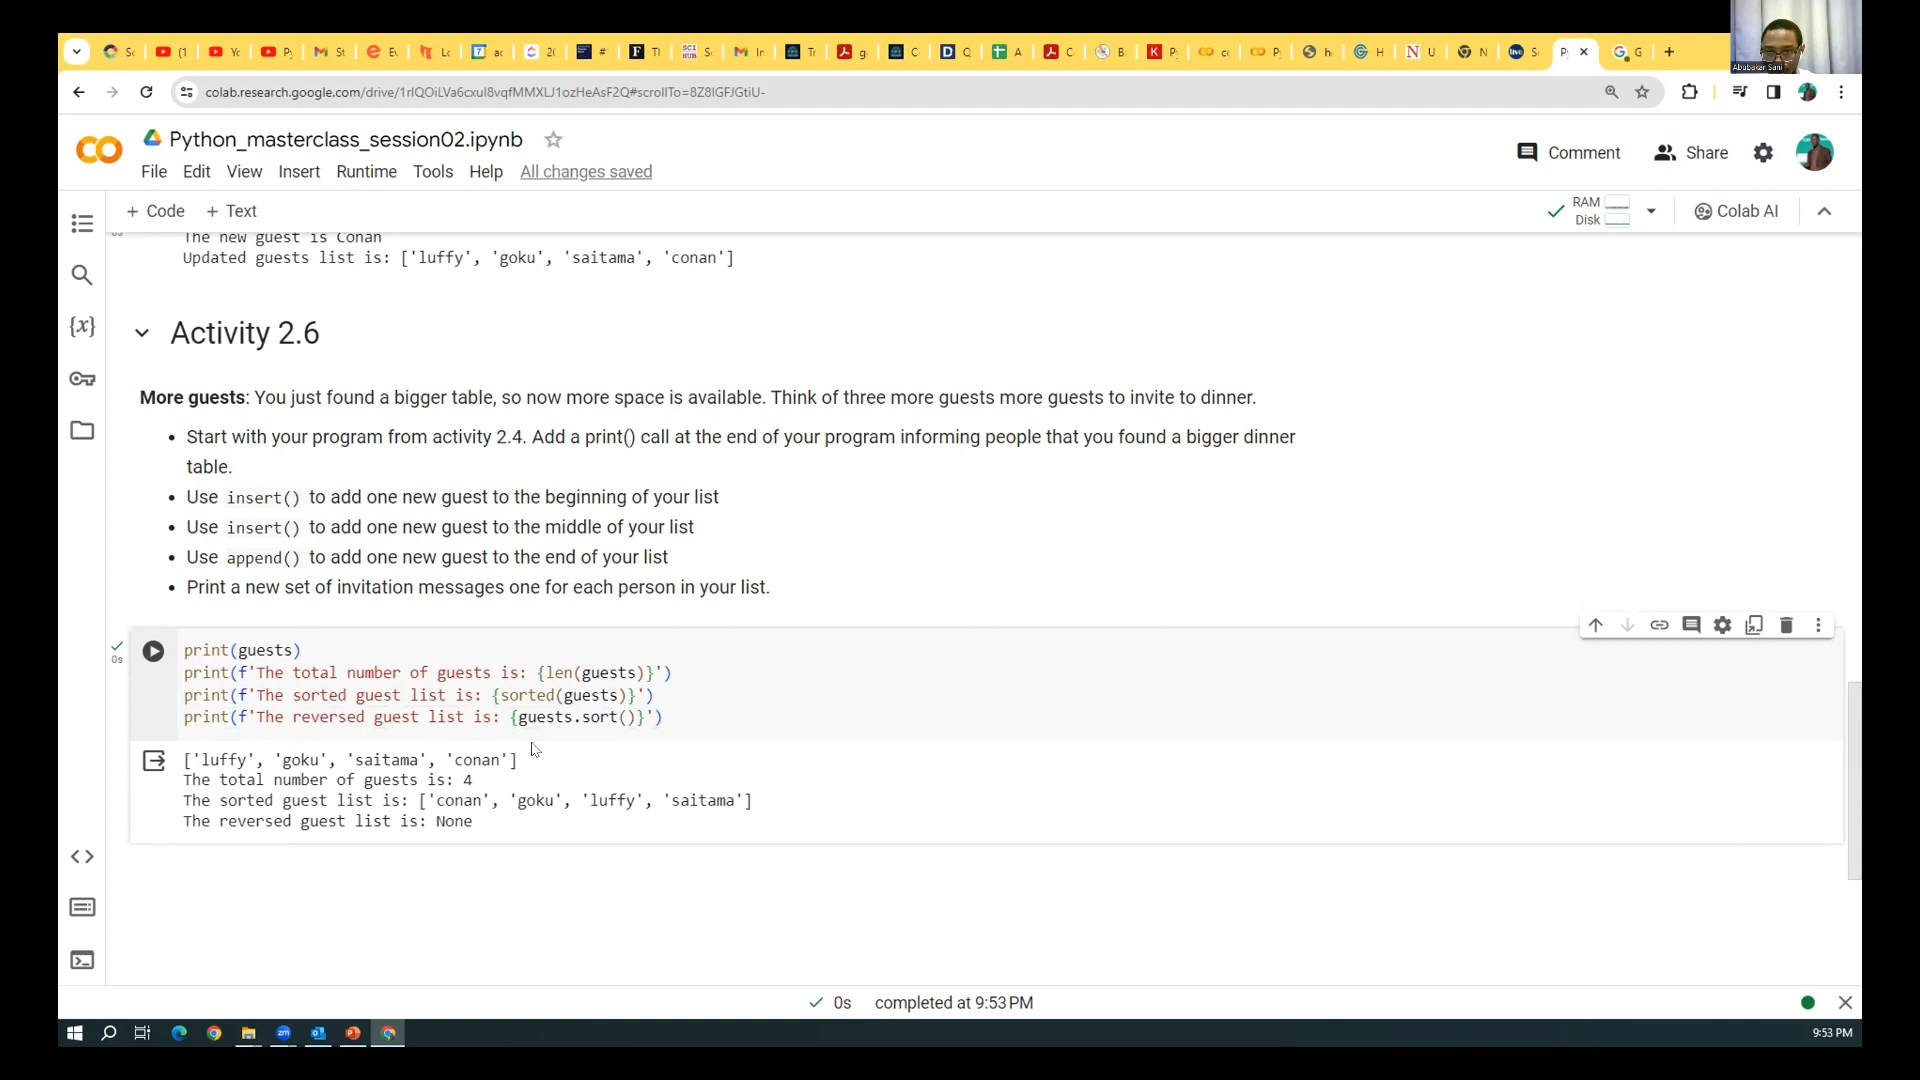 colab.research.google.com/drive/1rIQOiLVa6cxul8vqfMMXLJ1ozHeAsF2Q#scrollTo=8Z8IGFJGtiU-
Abubakar Sani
Python_masterclass_session02.ipynb
Comment
Share
File Edit View Insert Runtime Tools Help All changes saved
+ Code + Text
RAM
Disk
Colab AI
0s
The new guest is Conan
Updated guests list is: ['luffy', 'goku', 'saitama', 'conan']
Activity 2.6
More guests: You just found a bigger table, so now more space is available. Think of three more guests more guests to invite to dinner.
• Start with your program from activity 2.4. Add a print() call at the end of your program informing people that you found a bigger dinner
table.
• Use insert() to add one new guest to the beginning of your list
• Use insert() to add one new guest to the middle of your list
• Use append() to add one new guest to the end of your list
• Print a new set of invitation messages one for each person in your list.
0s
print(guests)
print(f'The total number of guests is: {len(guests)}')
print(f'The sorted guest list is: {sorted(guests)}')
print(f'The reversed guest list is: {guests.sort()}')
['luffy', 'goku', 'saitama', 'conan']
The total number of guests is: 4
The sorted guest list is: ['conan', 'goku', 'luffy', 'saitama']
The reversed guest list is: None
0s completed at 9:53 PM
9:53 PM